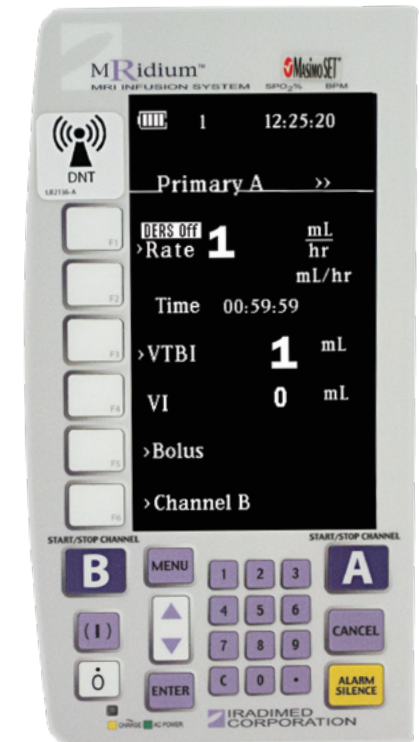 MRidium™
MRI INFUSION SYSTEM
Masimo SET®
SPO2% BPM
DNT
LB2136-A
1 12:25:20
Primary A >>
DERS Off
›Rate 1 mL
hr
mL/hr
Time 00:59:59
›VTBI 1 mL
VI 0 mL
›Bolus
›Channel B
F1
F2
F3
F4
F5
F6
START/STOP CHANNEL
B
START/STOP CHANNEL
A
MENU
1 2 3
4 5 6
7 8 9
C 0 •
ENTER
CANCEL
ALARM
SILENCE
CHARGE AC POWER
IRADIMED
CORPORATION